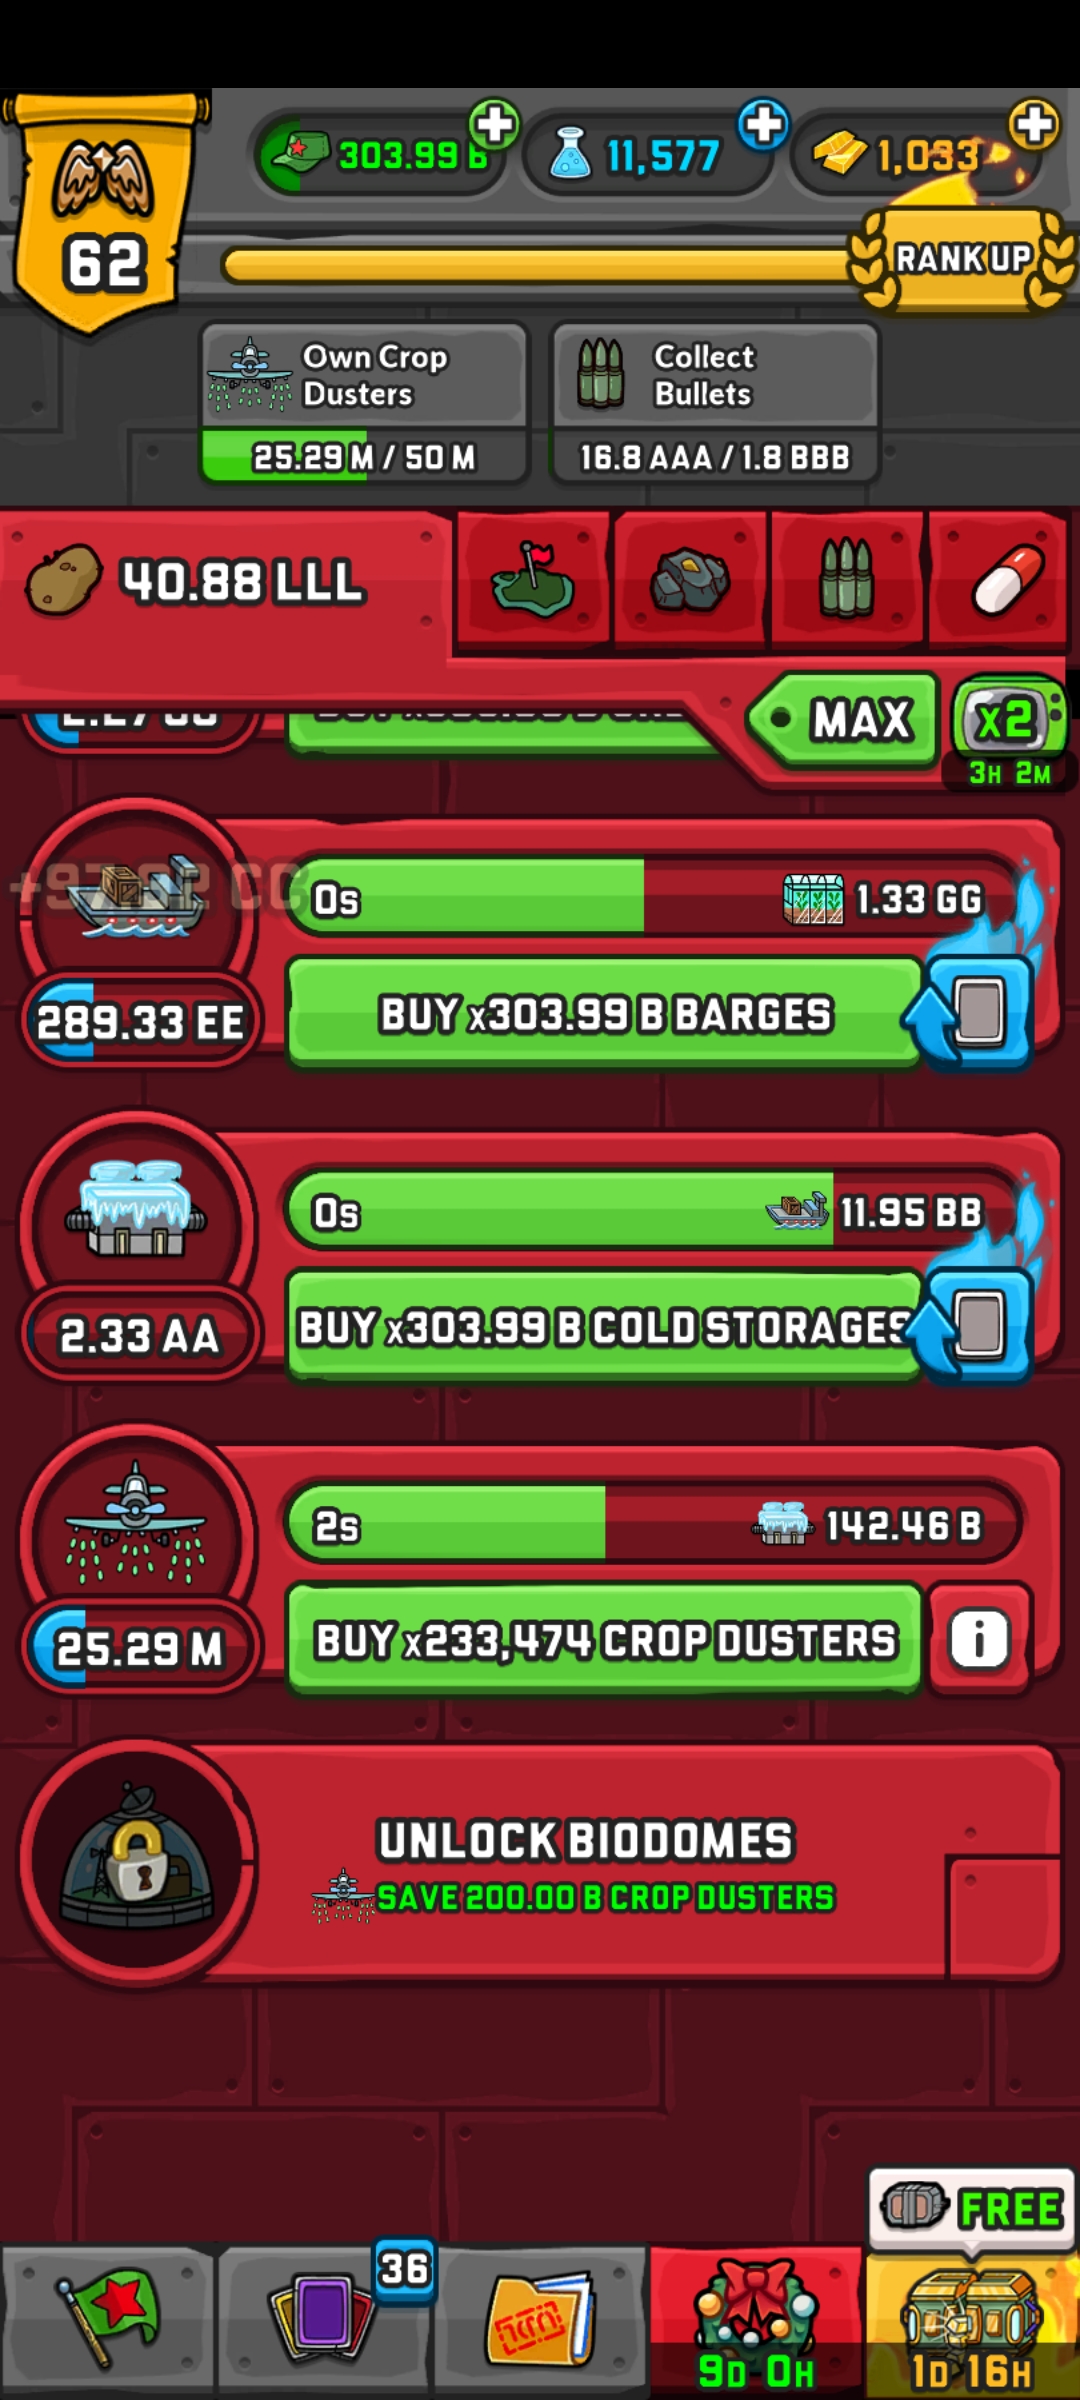 303.99 B
11,577
1,033
62
RANK UP
Own Crop
Dusters
25.29 M / 50 M
Collect
Bullets
16.8 AAA / 1.8 BBB
40.88 LLL
MAX
x2
3H 2M
0s
1.33 GG
289.33 EE
BUY x303.99 B BARGES
0s
11.95 BB
2.33 AA
BUY x303.99 B COLD STORAGES
2s
142.46 B
25.29 M
BUY x233,474 CROP DUSTERS
i
UNLOCK BIODOMES
SAVE 200.00 B CROP DUSTERS
FREE
36
9D 0H
1D 16H